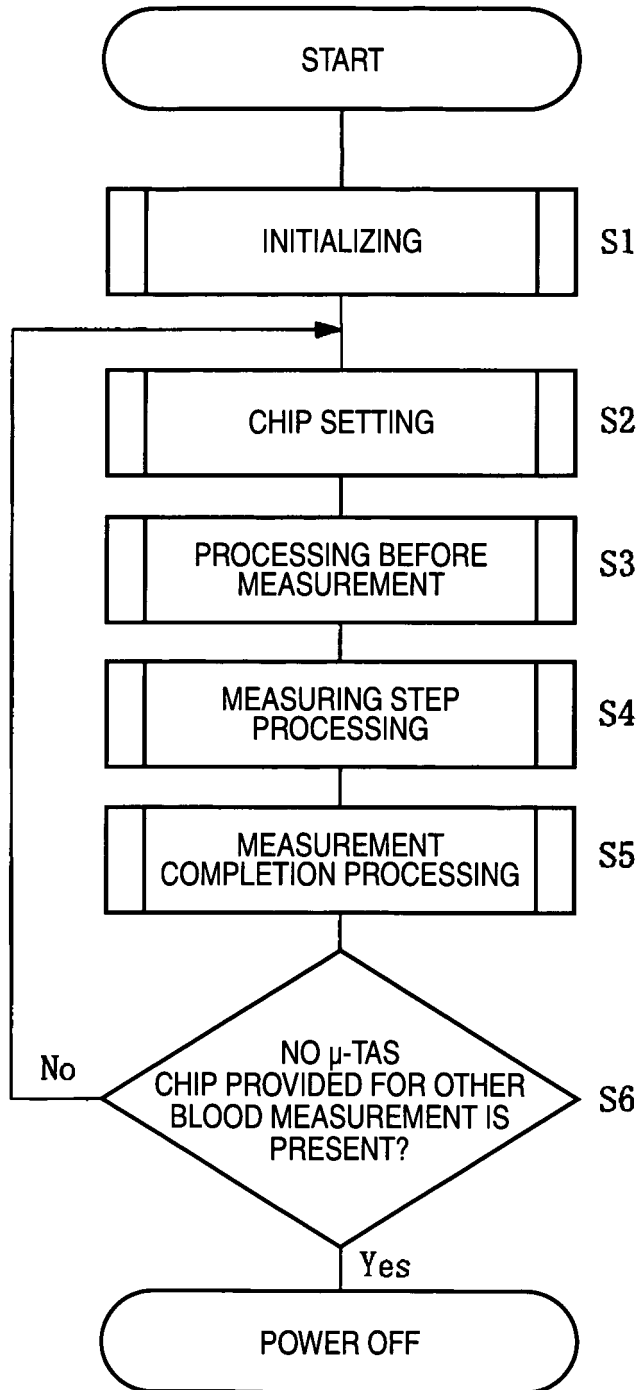 START
INITIALIZING
S1
CHIP SETTING
S2
PROCESSING BEFORE
MEASUREMENT
S3
MEASURING STEP
PROCESSING
S4
MEASUREMENT
COMPLETION PROCESSING
S5
NO μ-TAS
CHIP PROVIDED FOR OTHER
BLOOD MEASUREMENT IS
PRESENT?
S6
No
Yes
POWER OFF